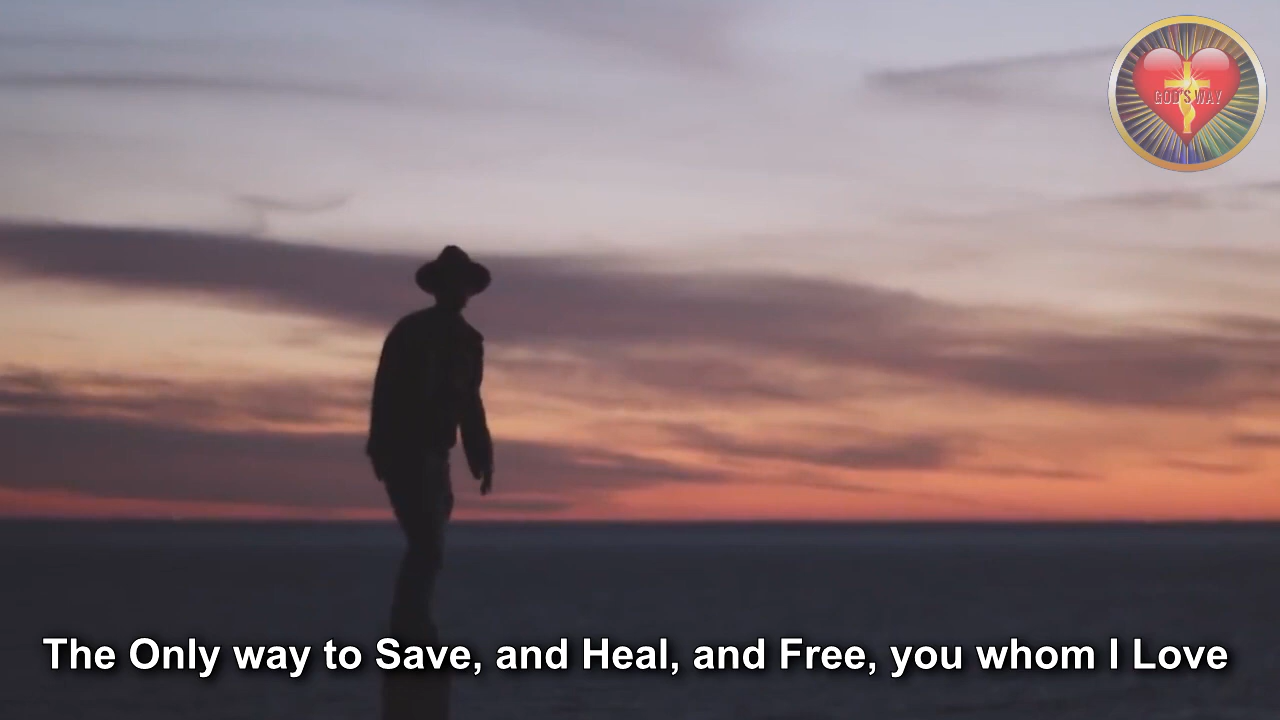 GOD'S WAY
The Only way to Save, and Heal, and Free, you whom I Love